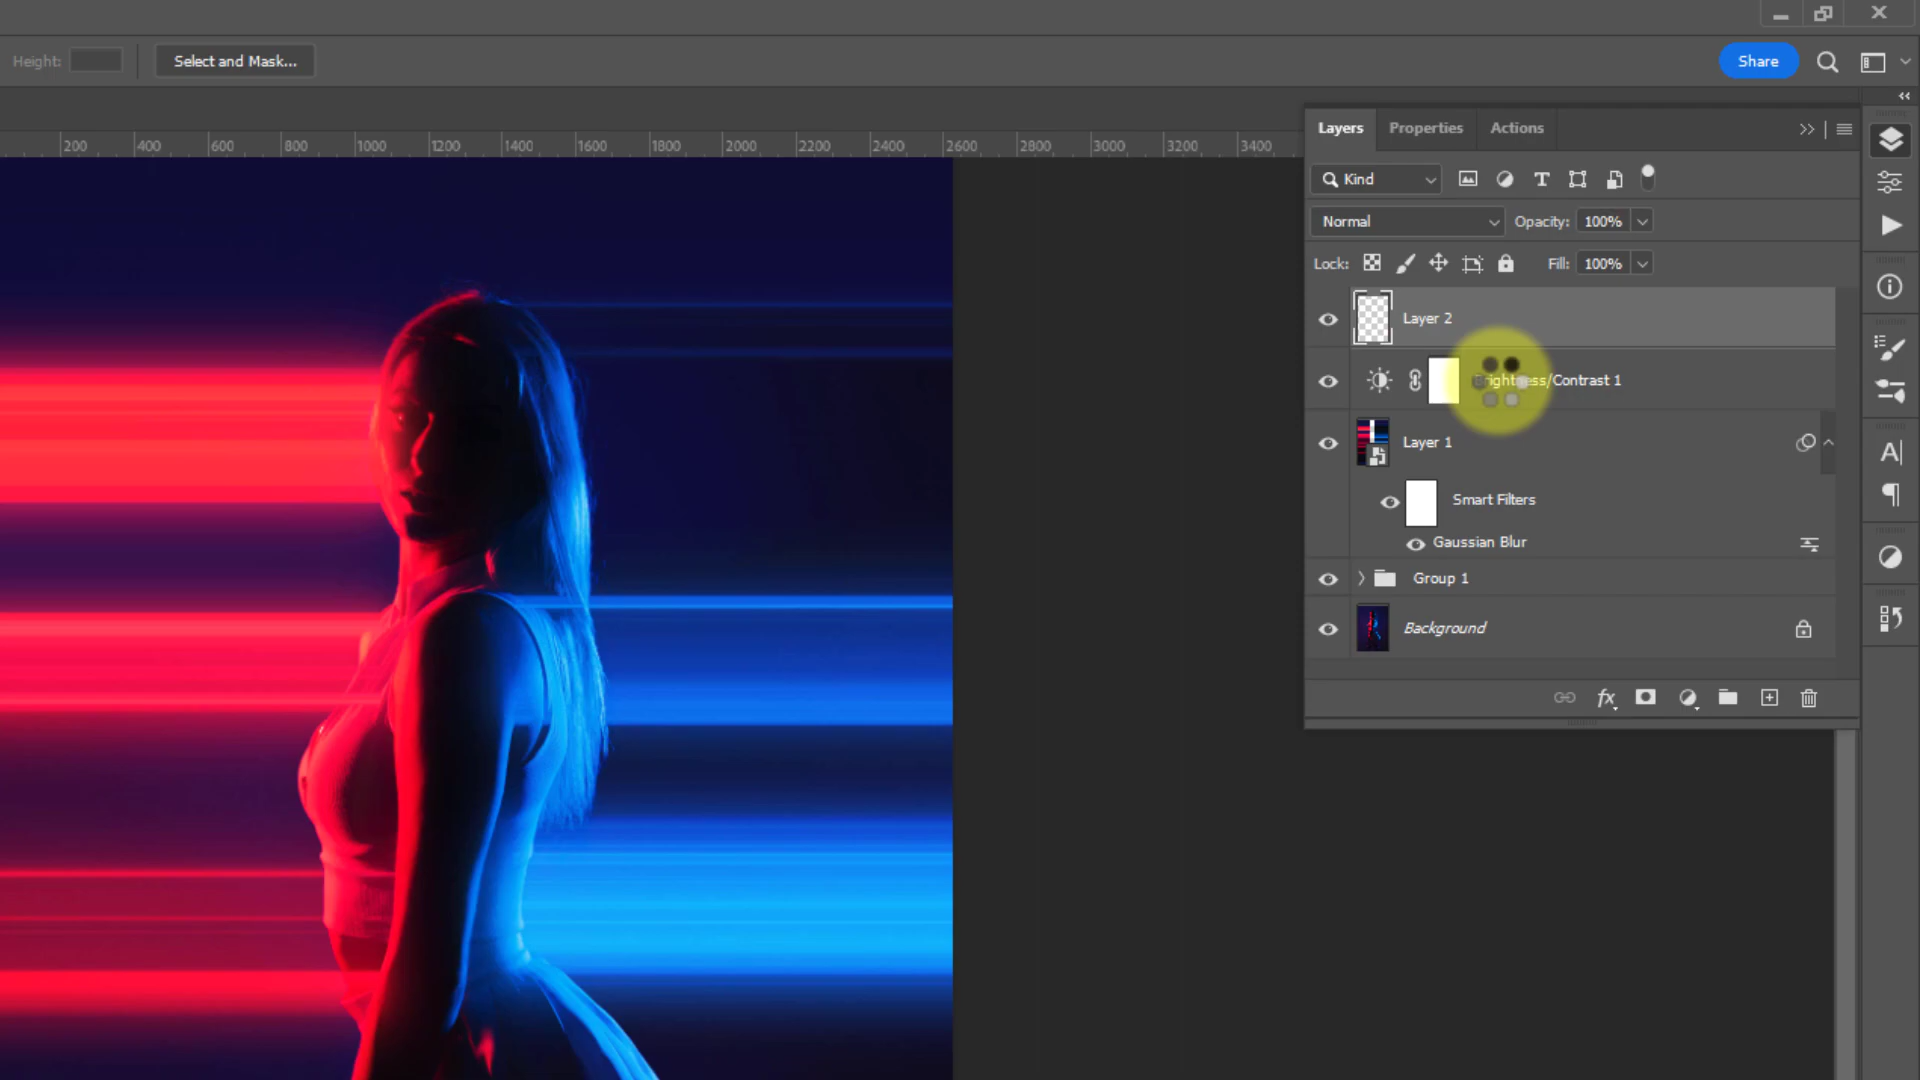 Height:
Select and Mask...
Share
200 400 600 800 1000 1200 1400 1600 1800 2000 2200 2400 2600 2800 3000 3200 3400
Layers Properties Actions
Kind
Normal Opacity: 100%
Lock: Fill: 100%
Layer 2
Brightness/Contrast 1
Layer 1
Smart Filters
Gaussian Blur
Group 1
Background
fx